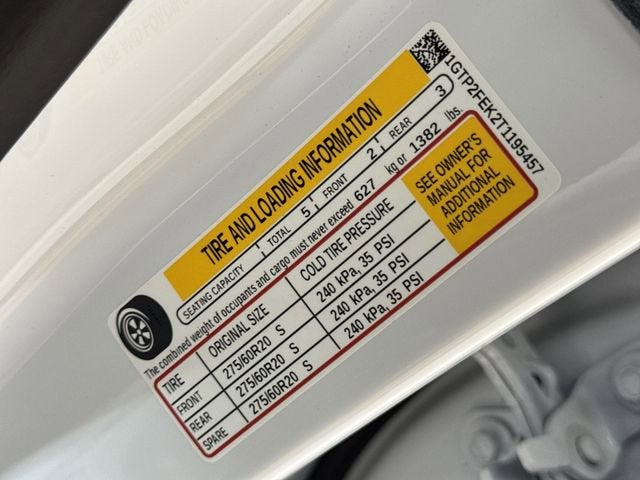 1GTP2FEK2T1195457
TIRE AND LOADING INFORMATION
SEATING CAPACITY TOTAL 5 FRONT 2 REAR 3
The combined weight of occupants and cargo must never exceed 627 kg or 1382 lbs.
TIRE ORIGINAL SIZE COLD TIRE PRESSURE
FRONT 275/60R20 S 240 kPa, 35 PSI
REAR 275/60R20 S 240 kPa, 35 PSI
SPARE 275/60R20 S 240 kPa, 35 PSI
SEE OWNER'S
MANUAL FOR
ADDITIONAL
INFORMATION